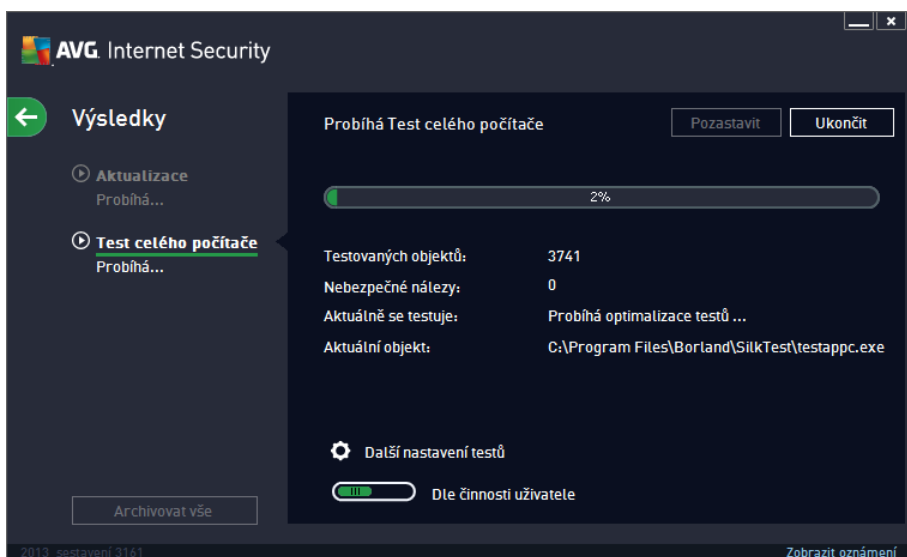 AVG. Internet Security
Výsledky
Aktualizace
Probíhá...
Test celého počítače
Probíhá...
Archivovat vše
Probíhá Test celého počítače
Pozastavit
Ukončit
2%
Testovaných objektů: 3741
Nebezpečné nálezy: 0
Aktuálně se testuje: Probíhá optimalizace testů ...
Aktuální objekt: C:\Program Files\Borland\SilkTest\testappc.exe
Další nastavení testů
Dle činnosti uživatele
2013 sestavení 3161
Zobrazit oznámení